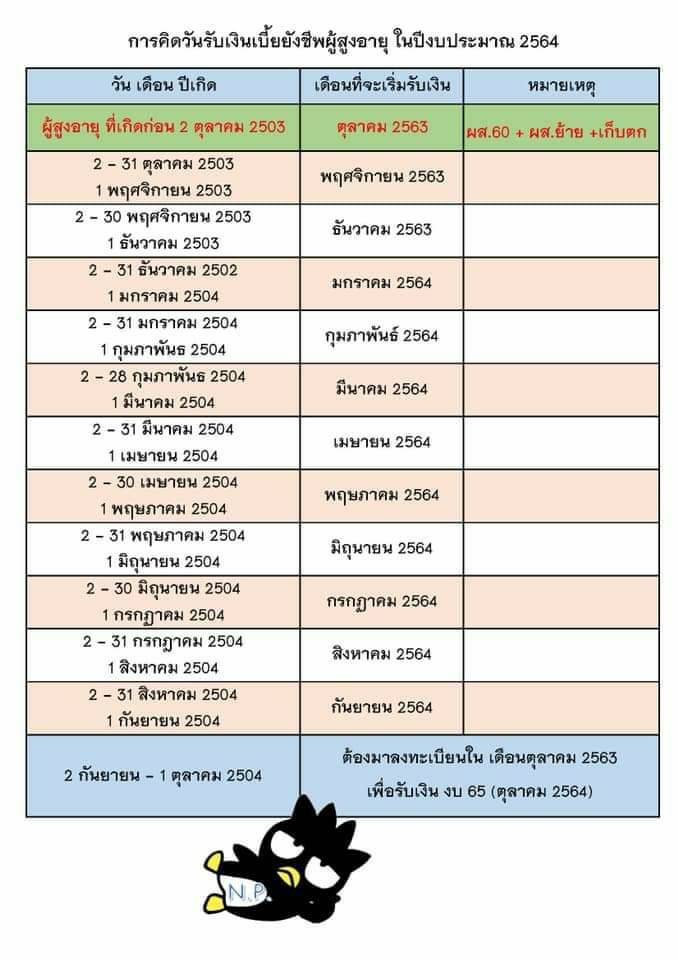 การคิดวันรับเงินเบี้ยยังชีพผู้สูงอายุ ในปีงบประมาณ 2564
วัน เดือน ปีเกิด เดือนที่จะเริ่มรับเงิน หมายเหตุ
ผู้สูงอายุ ที่เกิดก่อน 2 ตุลาคม 2503 ตุลาคม 2563 ผส.60 + ผส.ย้าย +เก็บตก
2 - 31 ตุลาคม 2503
1 พฤศจิกายน 2503
พฤศจิกายน 2563
2 - 30 พฤศจิกายน 2503
1 ธันวาคม 2503
ธันวาคม 2563
2 - 31 ธันวาคม 2502
1 มกราคม 2504
มกราคม 2564
2 - 31 มกราคม 2504
1 กุมภาพันธ 2504
กุมภาพันธ์ 2564
2 - 28 กุมภาพันธ 2504
1 มีนาคม 2504
มีนาคม 2564
2 - 31 มีนาคม 2504
1 เมษายน 2504
เมษายน 2564
2 - 30 เมษายน 2504
1 พฤษภาคม 2504
พฤษภาคม 2564
2 - 31 พฤษภาคม 2504
1 มิถุนายน 2504
มิถุนายน 2564
2 - 30 มิถุนายน 2504
1 กรกฎาคม 2504
กรกฎาคม 2564
2 - 31 กรกฎาคม 2504
1 สิงหาคม 2504
สิงหาคม 2564
2 - 31 สิงหาคม 2504
1 กันยายน 2504
กันยายน 2564
2 กันยายน - 1 ตุลาคม 2504
ต้องมาลงทะเบียนใน เดือนตุลาคม 2563
เพื่อรับเงิน งบ 65 (ตุลาคม 2564)
N.P.